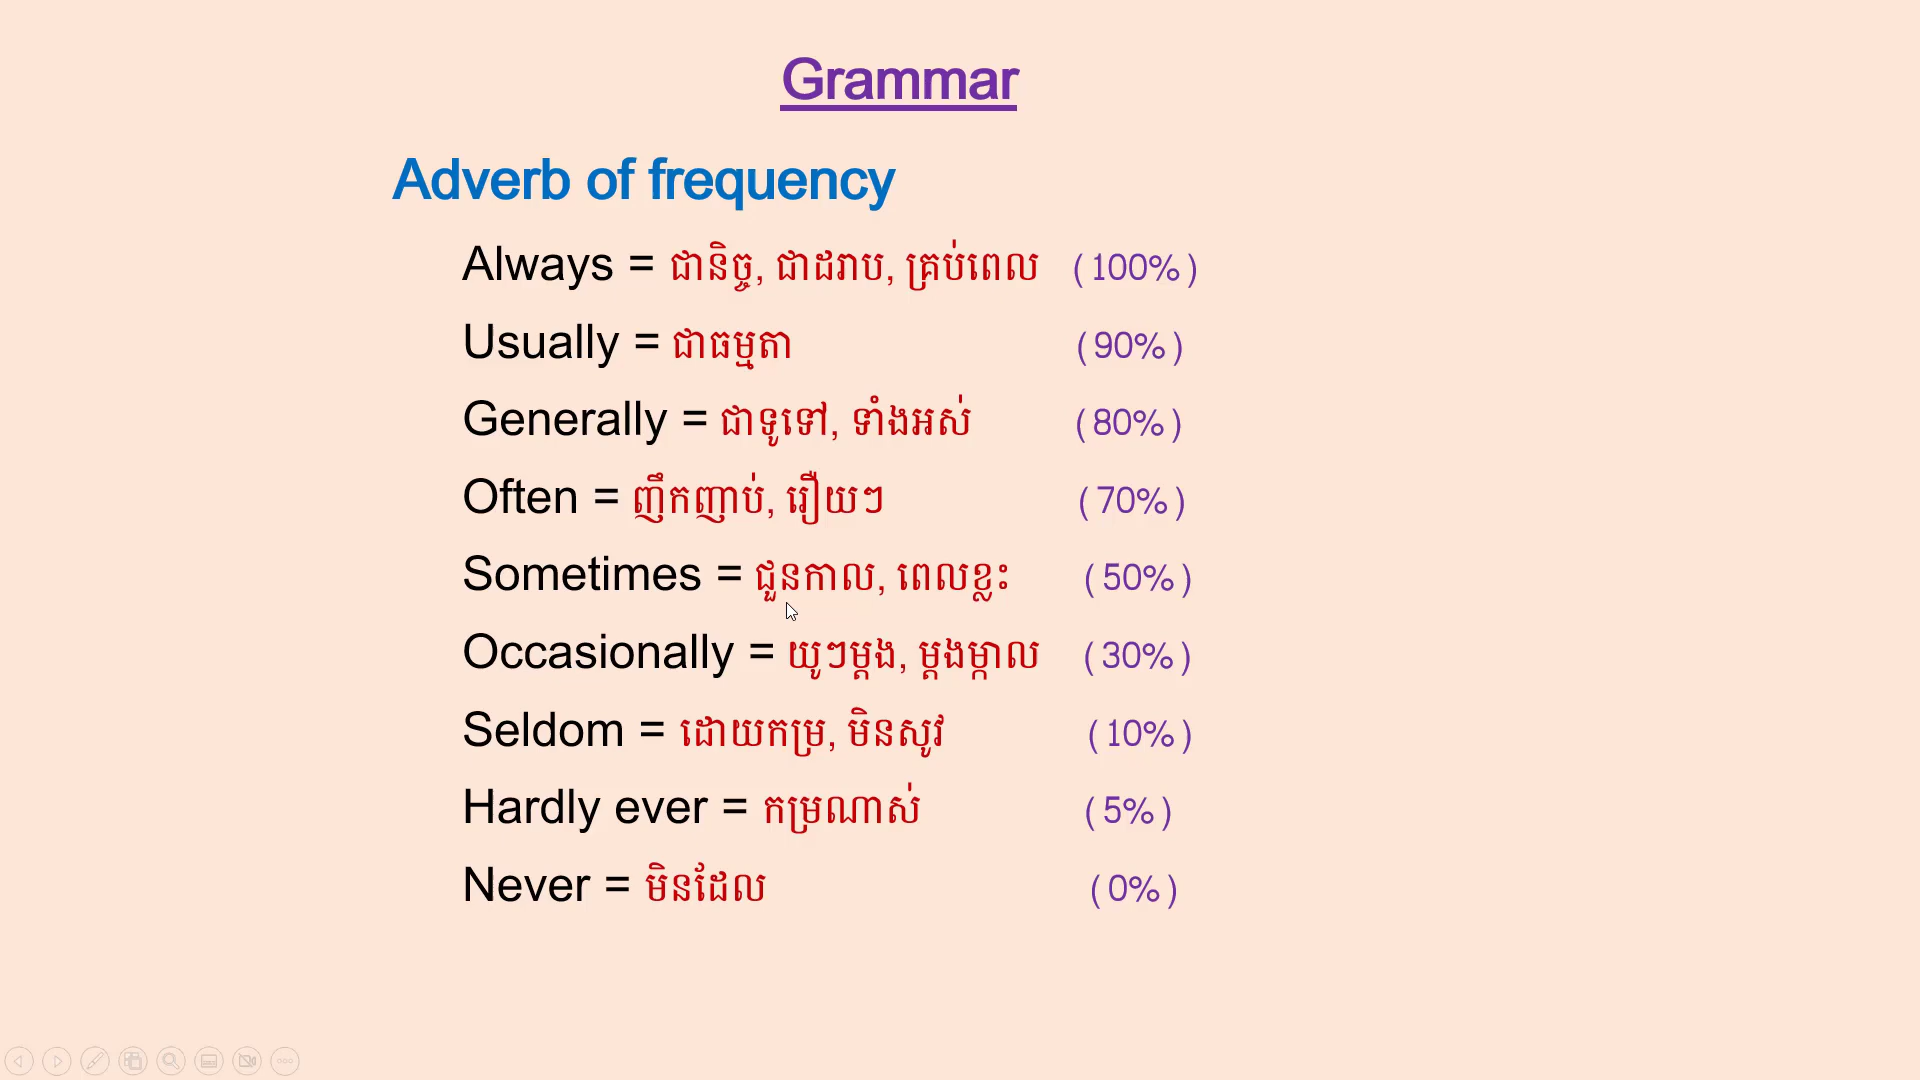 Grammar
Adverb of frequency
Always = ជានិច្ច, ជាដរាប, គ្រប់ពេល (100%)
Usually = ជាធម្មតា (90%)
Generally = ជាទូទៅ, ទាំងអស់ (80%)
Often = ញឹកញាប់, រឿយៗ (70%)
Sometimes = ជួនកាល, ពេលខ្លះ (50%)
Occasionally = យូៗម្តង, ម្តងម្កាល (30%)
Seldom = ដោយកម្រ, មិនសូវ (10%)
Hardly ever = កម្រណាស់ (5%)
Never = មិនដែល (0%)